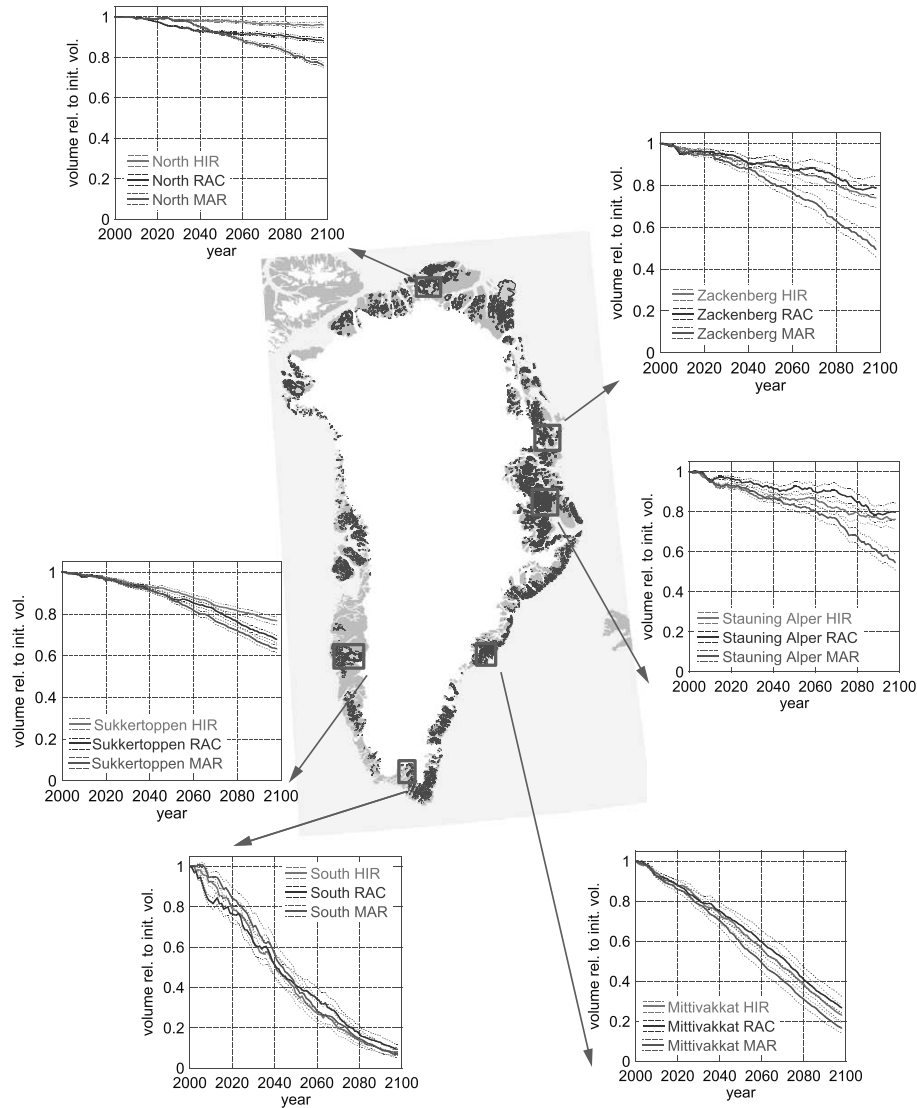 volume rel. to init. vol.
1
0.8
0.6
0.4
0.2
0
North HIR
North RAC
North MAR
2000 2020 2040 2060 2080 2100
year
volume rel. to init. vol.
1
0.8
0.6
0.4
0.2
0
Zackenberg HIR
Zackenberg RAC
Zackenberg MAR
2000 2020 2040 2060 2080 2100
year
volume rel. to init. vol.
1
0.8
0.6
0.4
0.2
0
Stauning Alper HIR
Stauning Alper RAC
Stauning Alper MAR
2000 2020 2040 2060 2080 2100
year
volume rel. to init. vol.
1
0.8
0.6
0.4
0.2
0
Sukkertoppen HIR
Sukkertoppen RAC
Sukkertoppen MAR
2000 2020 2040 2060 2080 2100
year
volume rel. to init. vol.
1
0.8
0.6
0.4
0.2
0
South HIR
South RAC
South MAR
2000 2020 2040 2060 2080 2100
year
volume rel. to init. vol.
1
0.8
0.6
0.4
0.2
0
Mittivakkat HIR
Mittivakkat RAC
Mittivakkat MAR
2000 2020 2040 2060 2080 2100
year